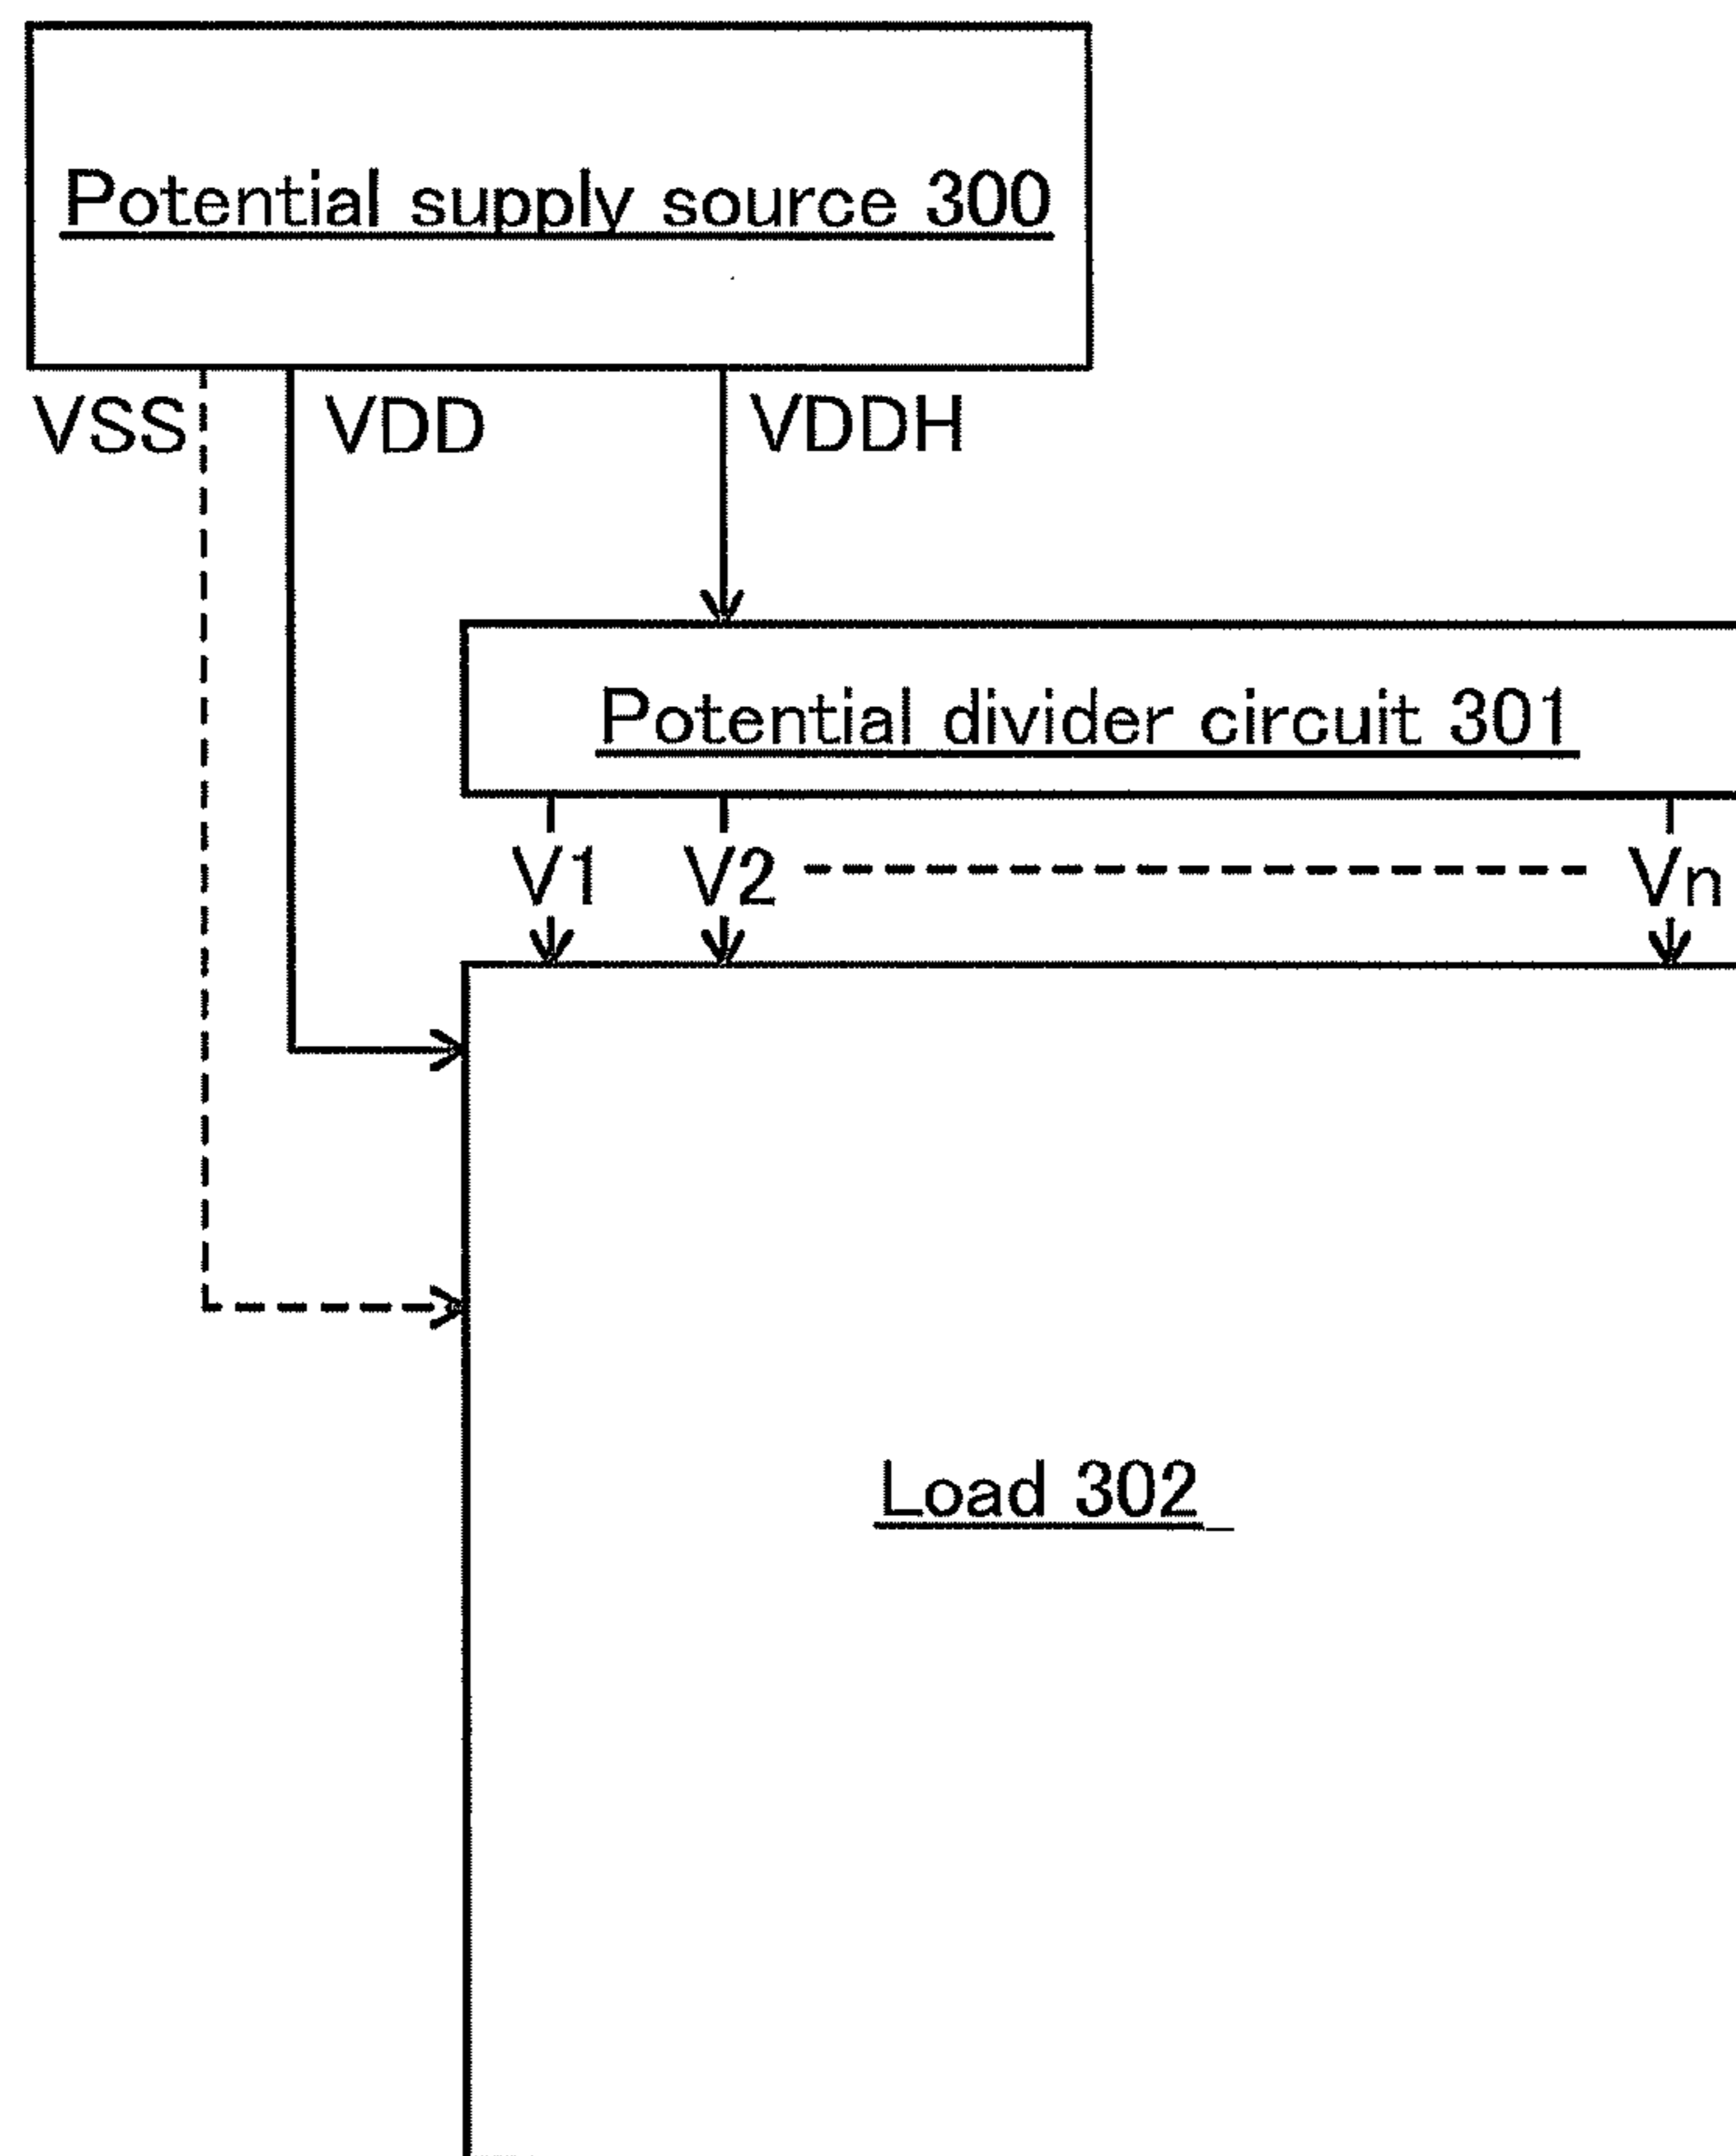 Potential supply source 300
VSS VDD VDDH
Potential divider circuit 301
V1 V2 Vn
Load 302